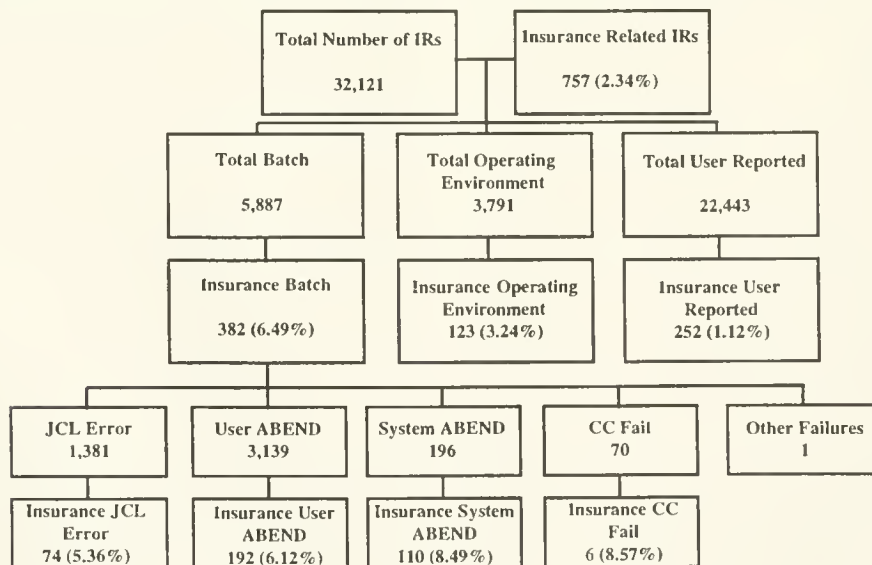 Total Number of IRs
32,121
Insurance Related IRs
757 (2.34%)
Total Batch
5,887
Total Operating
Environment
3,791
Total User Reported
22,443
Insurance Batch
382 (6.49%)
Insurance Operating
Environment
123 (3.24%)
Insurance User
Reported
252 (1.12%)
JCL Error
1,381
User ABEND
3,139
System ABEND
196
CC Fail
70
Other Failures
1
Insurance JCL
Error
74 (5.36%)
Insurance User
ABEND
192 (6.12%)
Insurance System
ABEND
110 (8.49%)
Insurance CC
Fail
6 (8.57%)